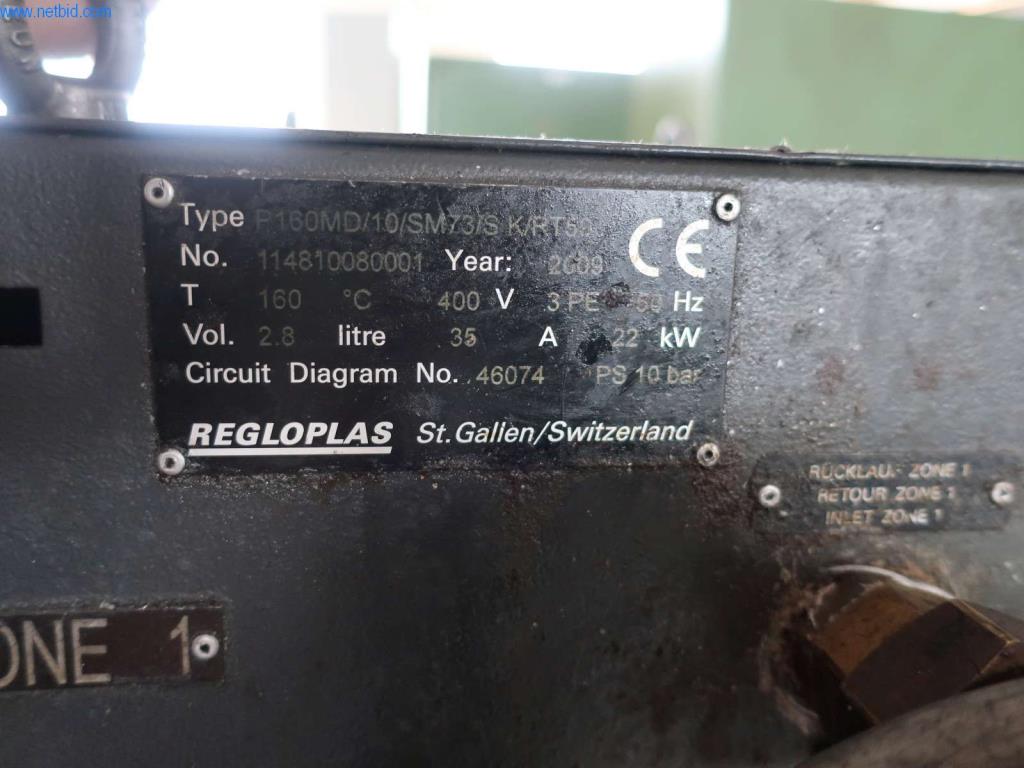 www.netbid.com
Type P160MD/10/SM73/S K/RT50
No. 114810080001 Year: 2009
T 160 °C 400 V 3 PE 50 Hz
Vol. 2.8 litre 35 A 22 kW
Circuit Diagram No. 46074 PS 10 bar
CE
REGLOPLAS St.Gallen/Switzerland
RÜCKLAUF ZONE 1
RETOUR ZONE 1
INLET ZONE 1
ONE 1